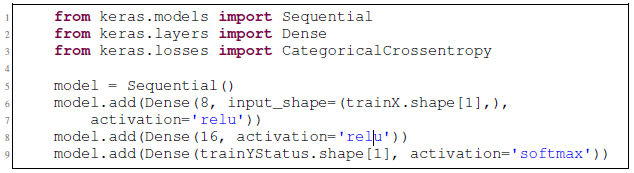 1 from keras.models import Sequential
2 from keras.layers import Dense
3 from keras.losses import CategoricalCrossentropy
4
5 model = Sequential()
6 model.add(Dense(8, input_shape=(trainX.shape[1],),
7 activation='relu'))
8 model.add(Dense(16, activation='relu'))
9 model.add(Dense(trainYStatus.shape[1], activation='softmax'))